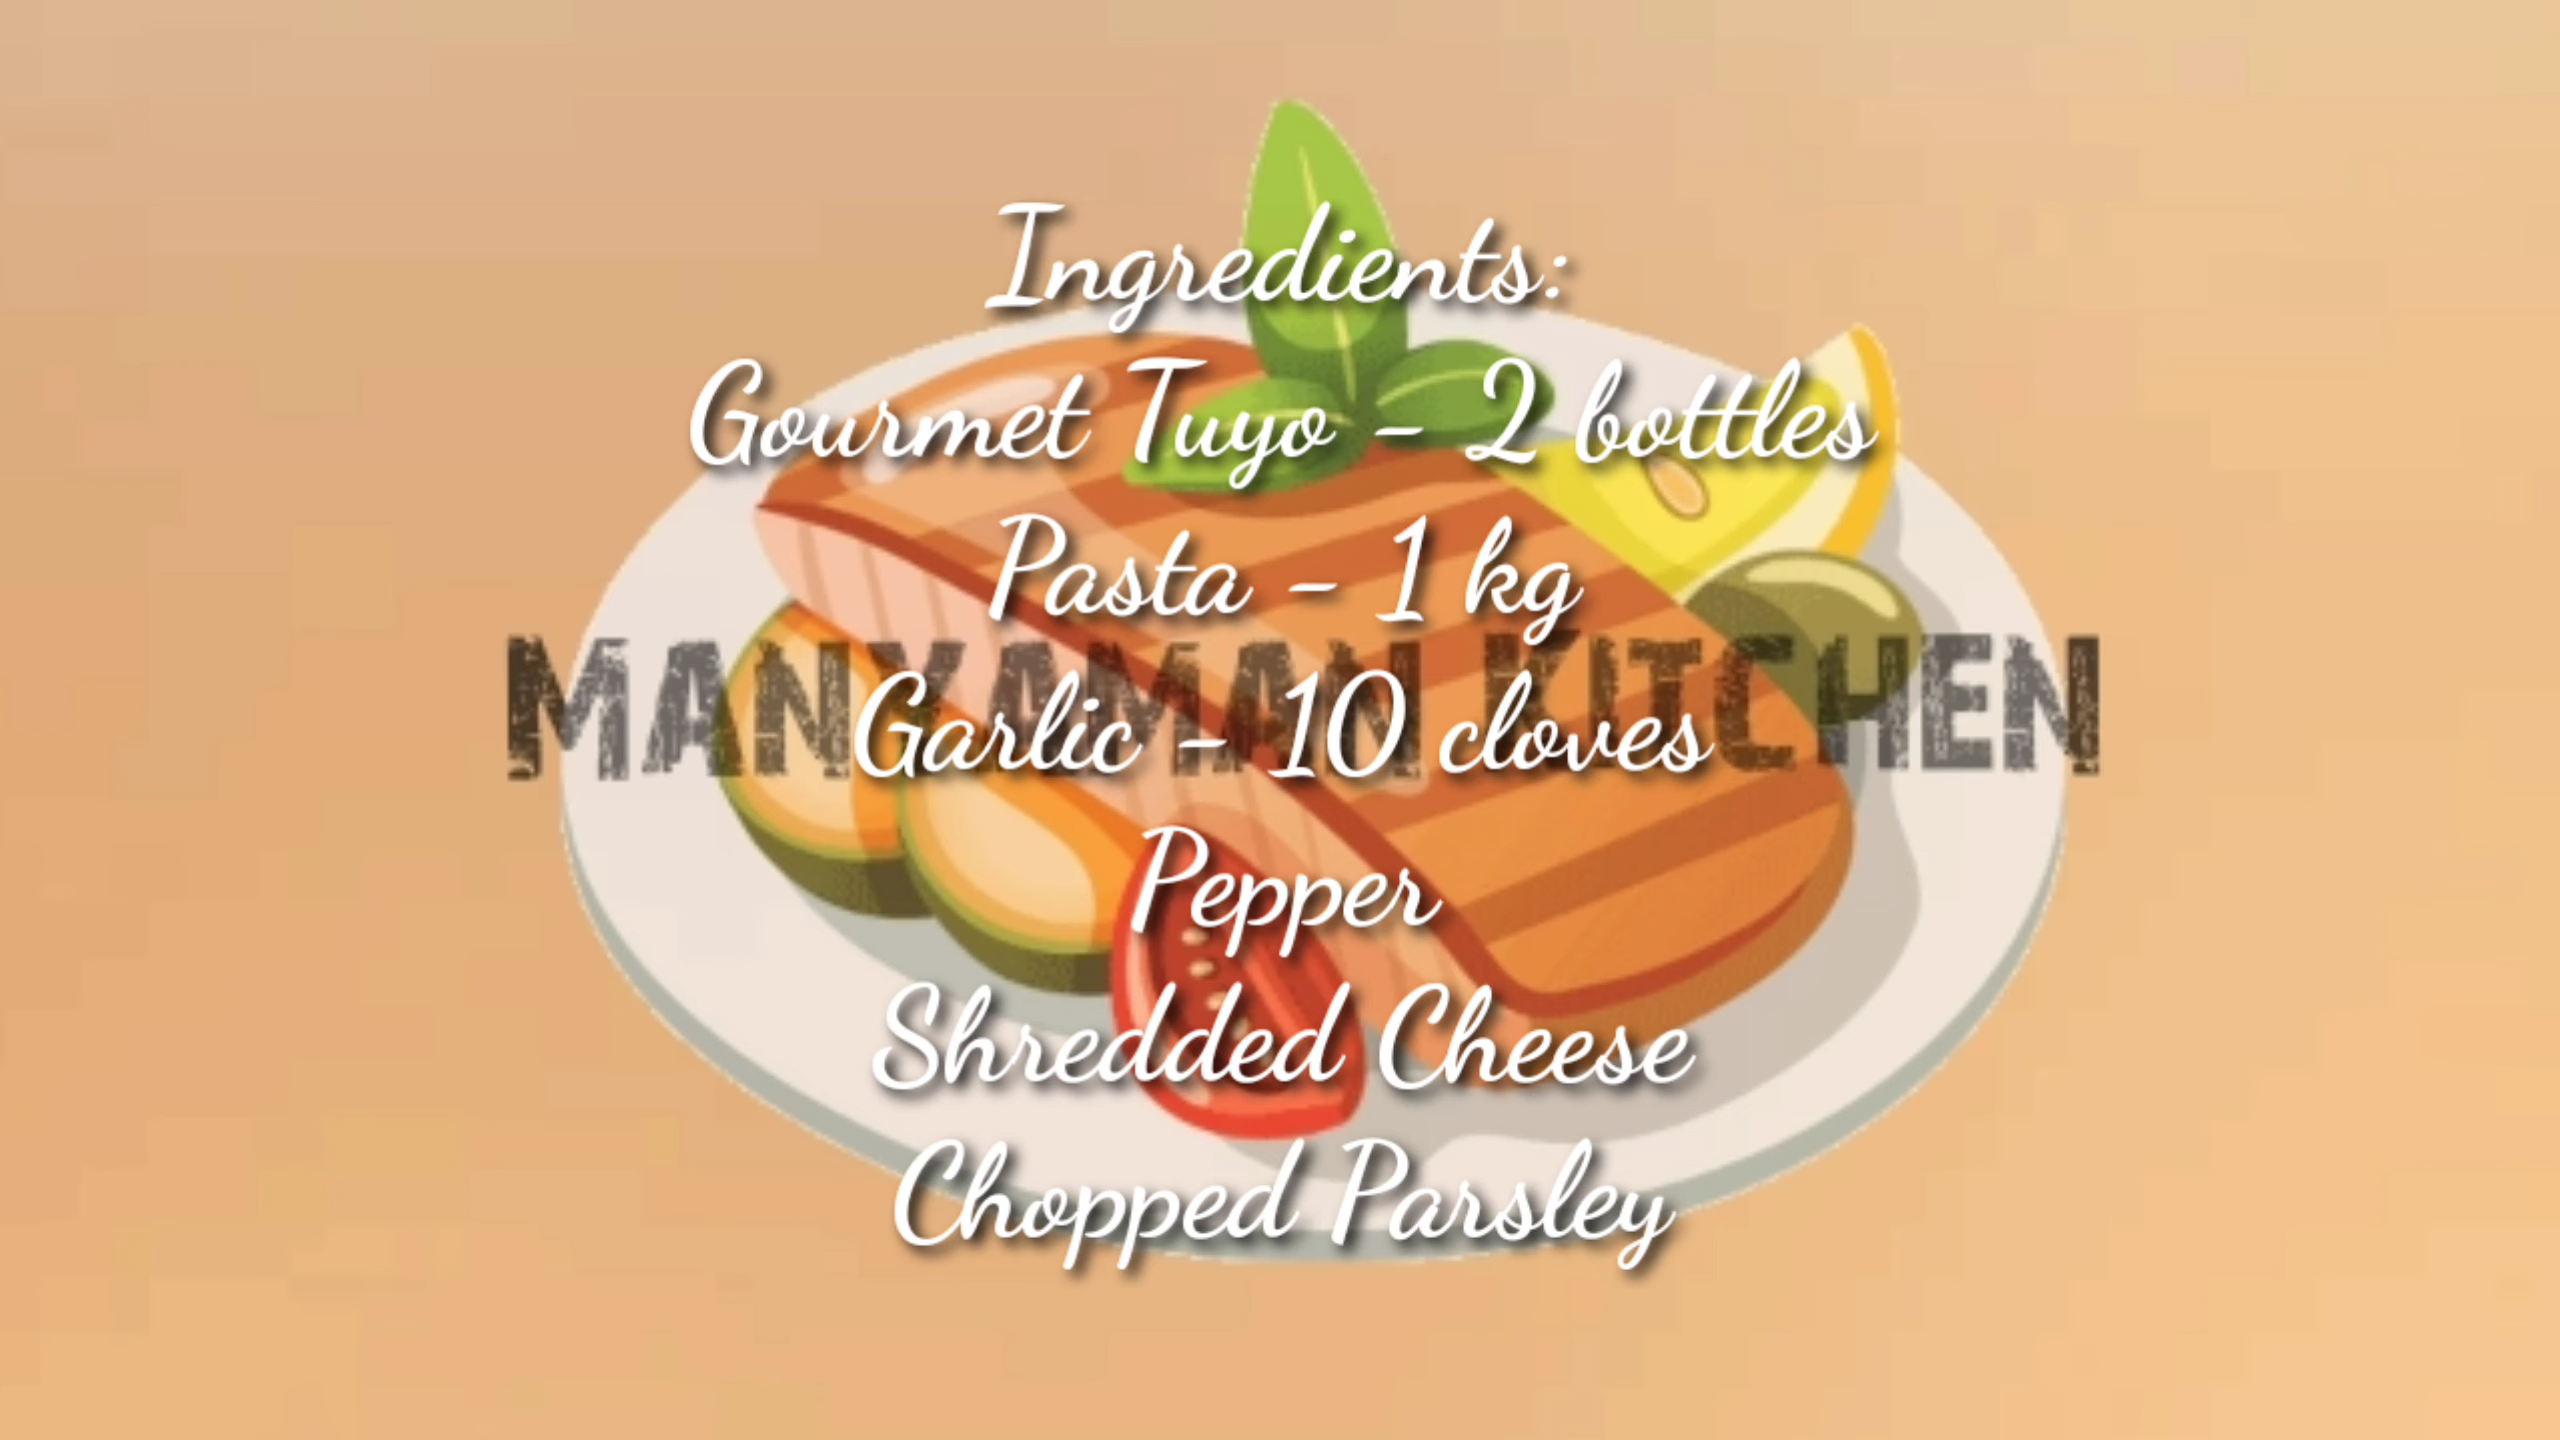 Ingredients:
Gourmet Tuyo - 2 bottles
Pasta - 1 kg
MANYAMAN KITCHEN
Garlic - 10 cloves
Pepper
Shredded Cheese
Chopped Parsley